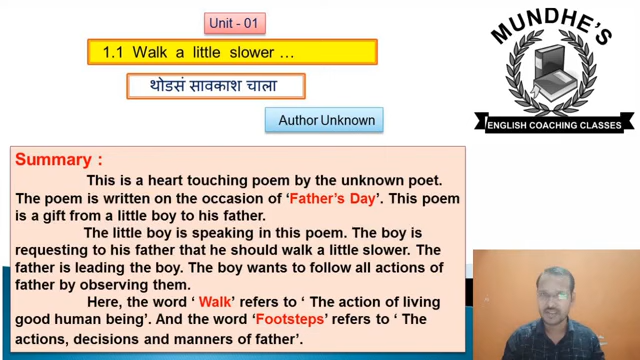 Unit - 01
1.1 Walk a little slower ...
थोडसं सावकाश चाला
Author Unknown
MUNDHE'S
ENGLISH COACHING CLASSES
Summary :
This is a heart touching poem by the unknown poet.
The poem is written on the occasion of ‘Father’s Day’. This poem
is a gift from a little boy to his father.
The little boy is speaking in this poem. The boy is
requesting to his father that he should walk a little slower. The
father is leading the boy. The boy wants to follow all actions of
father by observing them.
Here, the word ‘ Walk’ refers to ‘ The action of living
good human being’. And the word ‘Footsteps’ refers to ‘ The
actions, decisions and manners of father’.